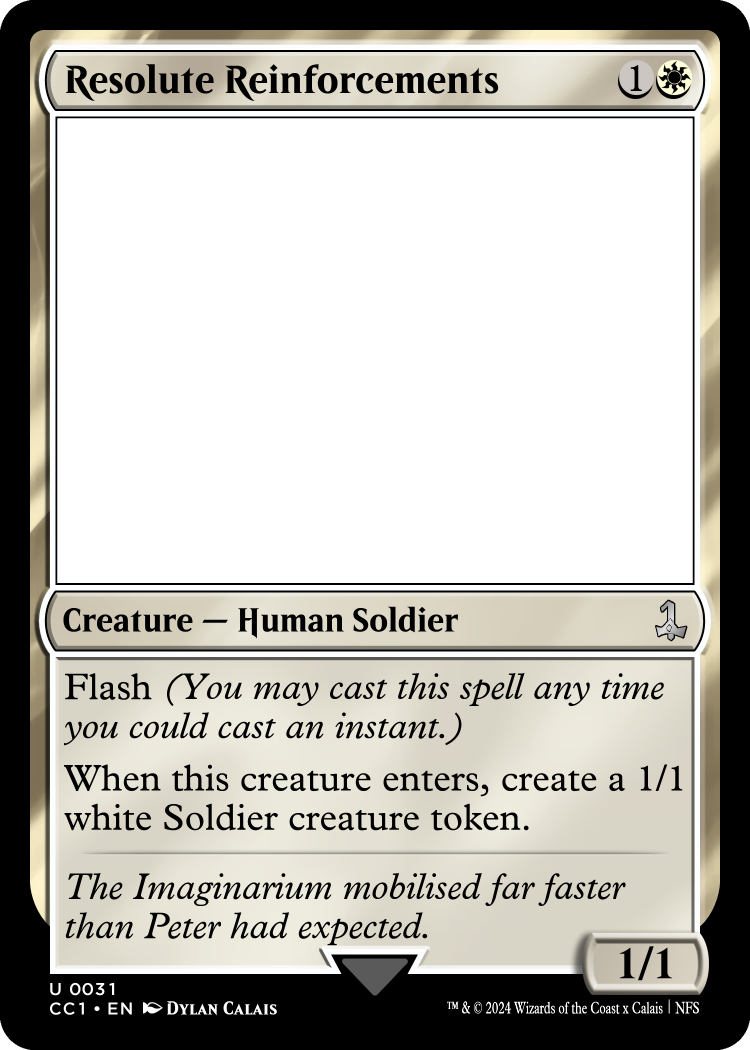 Resolute Reinforcements 1
Creature — Human Soldier
Flash (You may cast this spell any time
you could cast an instant.)
When this creature enters, create a 1/1
white Soldier creature token.
The Imaginarium mobilised far faster
than Peter had expected.
1/1
U 0031
CC1 • EN Dylan Calais
™ & © 2024 Wizards of the Coast x Calais | NFS